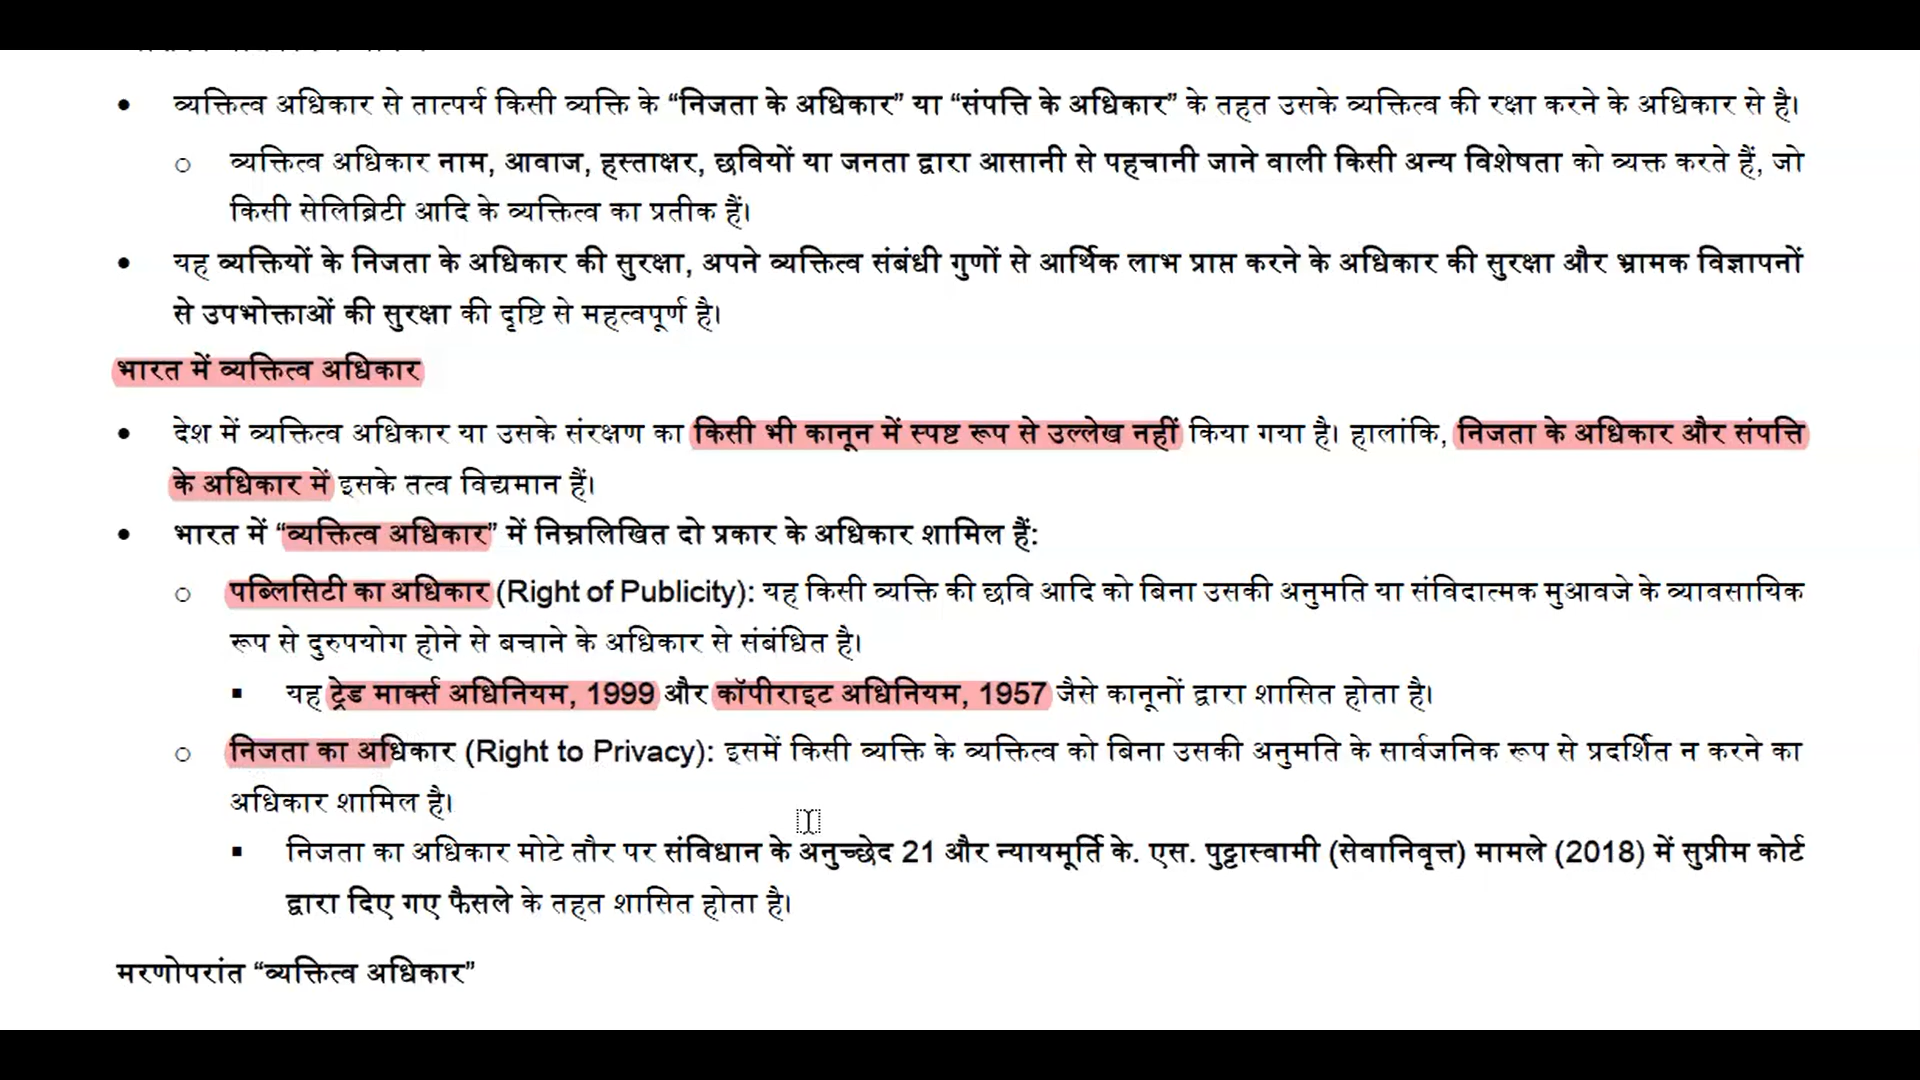 • व्यक्तित्व अधिकार से तात्पर्य किसी व्यक्ति के “निजता के अधिकार” या “संपत्ति के अधिकार” के तहत उसके व्यक्तित्व की रक्षा करने के अधिकार से है।
○ व्यक्तित्व अधिकार नाम, आवाज, हस्ताक्षर, छवियों या जनता द्वारा आसानी से पहचानी जाने वाली किसी अन्य विशेषता को व्यक्त करते हैं, जो
किसी सेलिब्रिटी आदि के व्यक्तित्व का प्रतीक हैं।
• यह व्यक्तियों के निजता के अधिकार की सुरक्षा, अपने व्यक्तित्व संबंधी गुणों से आर्थिक लाभ प्राप्त करने के अधिकार की सुरक्षा और भ्रामक विज्ञापनों
से उपभोक्ताओं की सुरक्षा की दृष्टि से महत्वपूर्ण है।
भारत में व्यक्तित्व अधिकार
• देश में व्यक्तित्व अधिकार या उसके संरक्षण का किसी भी कानून में स्पष्ट रूप से उल्लेख नहीं किया गया है। हालांकि, निजता के अधिकार और संपत्ति
के अधिकार में इसके तत्व विद्यमान हैं।
• भारत में “व्यक्तित्व अधिकार” में निम्नलिखित दो प्रकार के अधिकार शामिल हैं:
○ पब्लिसिटी का अधिकार (Right of Publicity): यह किसी व्यक्ति की छवि आदि को बिना उसकी अनुमति या संविदात्मक मुआवजे के व्यावसायिक
रूप से दुरुपयोग होने से बचाने के अधिकार से संबंधित है।
▪ यह ट्रेड मार्क्स अधिनियम, 1999 और कॉपीराइट अधिनियम, 1957 जैसे कानूनों द्वारा शासित होता है।
○ निजता का अधिकार (Right to Privacy): इसमें किसी व्यक्ति के व्यक्तित्व को बिना उसकी अनुमति के सार्वजनिक रूप से प्रदर्शित न करने का
अधिकार शामिल है।
▪ निजता का अधिकार मोटे तौर पर संविधान के अनुच्छेद 21 और न्यायमूर्ति के. एस. पुट्टास्वामी (सेवानिवृत्त) मामले (2018) में सुप्रीम कोर्ट
द्वारा दिए गए फैसले के तहत शासित होता है।
मरणोपरांत “व्यक्तित्व अधिकार”